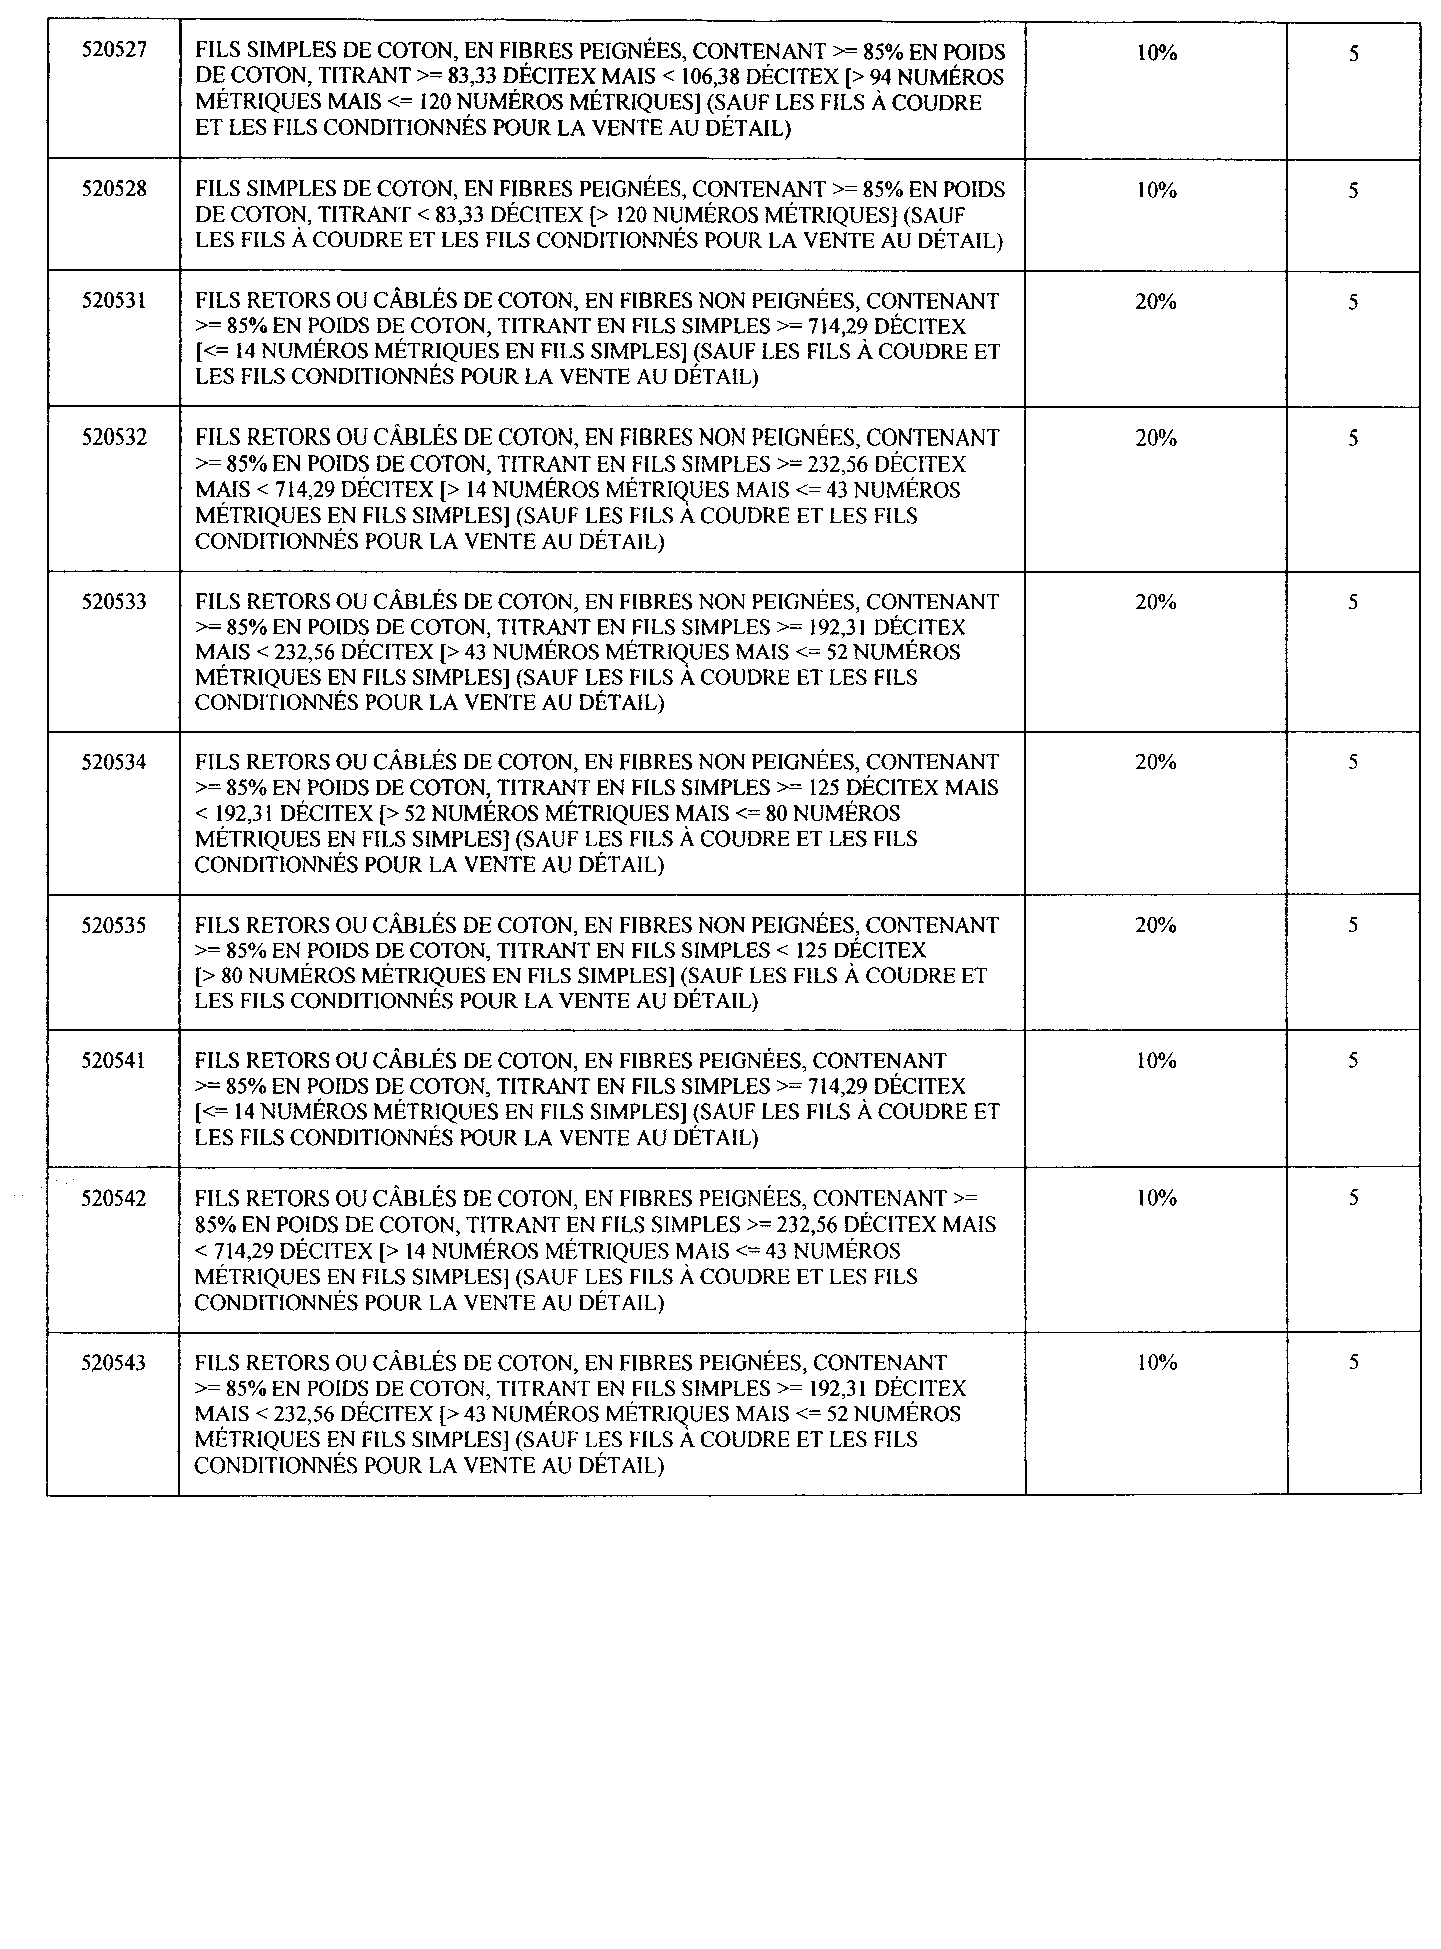 520527 FILS SIMPLES DE COTON, EN FIBRES PEIGNÉES, CONTENANT >= 85% EN POIDS 10% 5
DE COTON, TITRANT >= 83,33 DÉCITEX MAIS < 106,38 DÉCITEX [> 94 NUMÉROS
MÉTRIQUES MAIS <= 120 NUMÉROS MÉTRIQUES] (SAUF LES FILS À COUDRE
ET LES FILS CONDITIONNÉS POUR LA VENTE AU DÉTAIL)
520528 FILS SIMPLES DE COTON, EN FIBRES PEIGNÉES, CONTENANT >= 85% EN POIDS 10% 5
DE COTON, TITRANT < 83,33 DÉCITEX [> 120 NUMÉROS MÉTRIQUES] (SAUF
LES FILS À COUDRE ET LES FILS CONDITIONNÉS POUR LA VENTE AU DÉTAIL)
520531 FILS RETORS OU CÂBLÉS DE COTON, EN FIBRES NON PEIGNÉES, CONTENANT 20% 5
>= 85% EN POIDS DE COTON, TITRANT EN FILS SIMPLES >= 714,29 DÉCITEX
[<= 14 NUMÉROS MÉTRIQUES EN FILS SIMPLES] (SAUF LES FILS À COUDRE ET
LES FILS CONDITIONNÉS POUR LA VENTE AU DÉTAIL)
520532 FILS RETORS OU CÂBLÉS DE COTON, EN FIBRES NON PEIGNÉES, CONTENANT 20% 5
>= 85% EN POIDS DE COTON, TITRANT EN FILS SIMPLES >= 232,56 DÉCITEX
MAIS < 714,29 DÉCITEX [> 14 NUMÉROS MÉTRIQUES MAIS <= 43 NUMÉROS
MÉTRIQUES EN FILS SIMPLES] (SAUF LES FILS À COUDRE ET LES FILS
CONDITIONNÉS POUR LA VENTE AU DÉTAIL)
520533 FILS RETORS OU CÂBLÉS DE COTON, EN FIBRES NON PEIGNÉES, CONTENANT 20% 5
>= 85% EN POIDS DE COTON, TITRANT EN FILS SIMPLES >= 192,31 DÉCITEX
MAIS < 232,56 DÉCITEX [> 43 NUMÉROS MÉTRIQUES MAIS <= 52 NUMÉROS
MÉTRIQUES EN FILS SIMPLES] (SAUF LES FILS À COUDRE ET LES FILS
CONDITIONNÉS POUR LA VENTE AU DÉTAIL)
520534 FILS RETORS OU CÂBLÉS DE COTON, EN FIBRES NON PEIGNÉES, CONTENANT 20% 5
>= 85% EN POIDS DE COTON, TITRANT EN FILS SIMPLES >= 125 DÉCITEX MAIS
< 192,31 DÉCITEX [> 52 NUMÉROS MÉTRIQUES MAIS <= 80 NUMÉROS
MÉTRIQUES EN FILS SIMPLES] (SAUF LES FILS À COUDRE ET LES FILS
CONDITIONNÉS POUR LA VENTE AU DÉTAIL)
520535 FILS RETORS OU CÂBLÉS DE COTON, EN FIBRES NON PEIGNÉES, CONTENANT 20% 5
>= 85% EN POIDS DE COTON, TITRANT EN FILS SIMPLES < 125 DÉCITEX
[> 80 NUMÉROS MÉTRIQUES EN FILS SIMPLES] (SAUF LES FILS À COUDRE ET
LES FILS CONDITIONNÉS POUR LA VENTE AU DÉTAIL)
520541 FILS RETORS OU CÂBLÉS DE COTON, EN FIBRES PEIGNÉES, CONTENANT 10% 5
>= 85% EN POIDS DE COTON, TITRANT EN FILS SIMPLES >= 714,29 DÉCITEX
[<= 14 NUMÉROS MÉTRIQUES EN FILS SIMPLES] (SAUF LES FILS À COUDRE ET
LES FILS CONDITIONNÉS POUR LA VENTE AU DÉTAIL)
520542 FILS RETORS OU CÂBLÉS DE COTON, EN FIBRES PEIGNÉES, CONTENANT >= 10% 5
85% EN POIDS DE COTON, TITRANT EN FILS SIMPLES >= 232,56 DÉCITEX MAIS
< 714,29 DÉCITEX [> 14 NUMÉROS MÉTRIQUES MAIS <= 43 NUMÉROS
MÉTRIQUES EN FILS SIMPLES] (SAUF LES FILS À COUDRE ET LES FILS
CONDITIONNÉS POUR LA VENTE AU DÉTAIL)
520543 FILS RETORS OU CÂBLÉS DE COTON, EN FIBRES PEIGNÉES, CONTENANT 10% 5
>= 85% EN POIDS DE COTON, TITRANT EN FILS SIMPLES >= 192,31 DÉCITEX
MAIS < 232,56 DÉCITEX [> 43 NUMÉROS MÉTRIQUES MAIS <= 52 NUMÉROS
MÉTRIQUES EN FILS SIMPLES] (SAUF LES FILS À COUDRE ET LES FILS
CONDITIONNÉS POUR LA VENTE AU DÉTAIL)